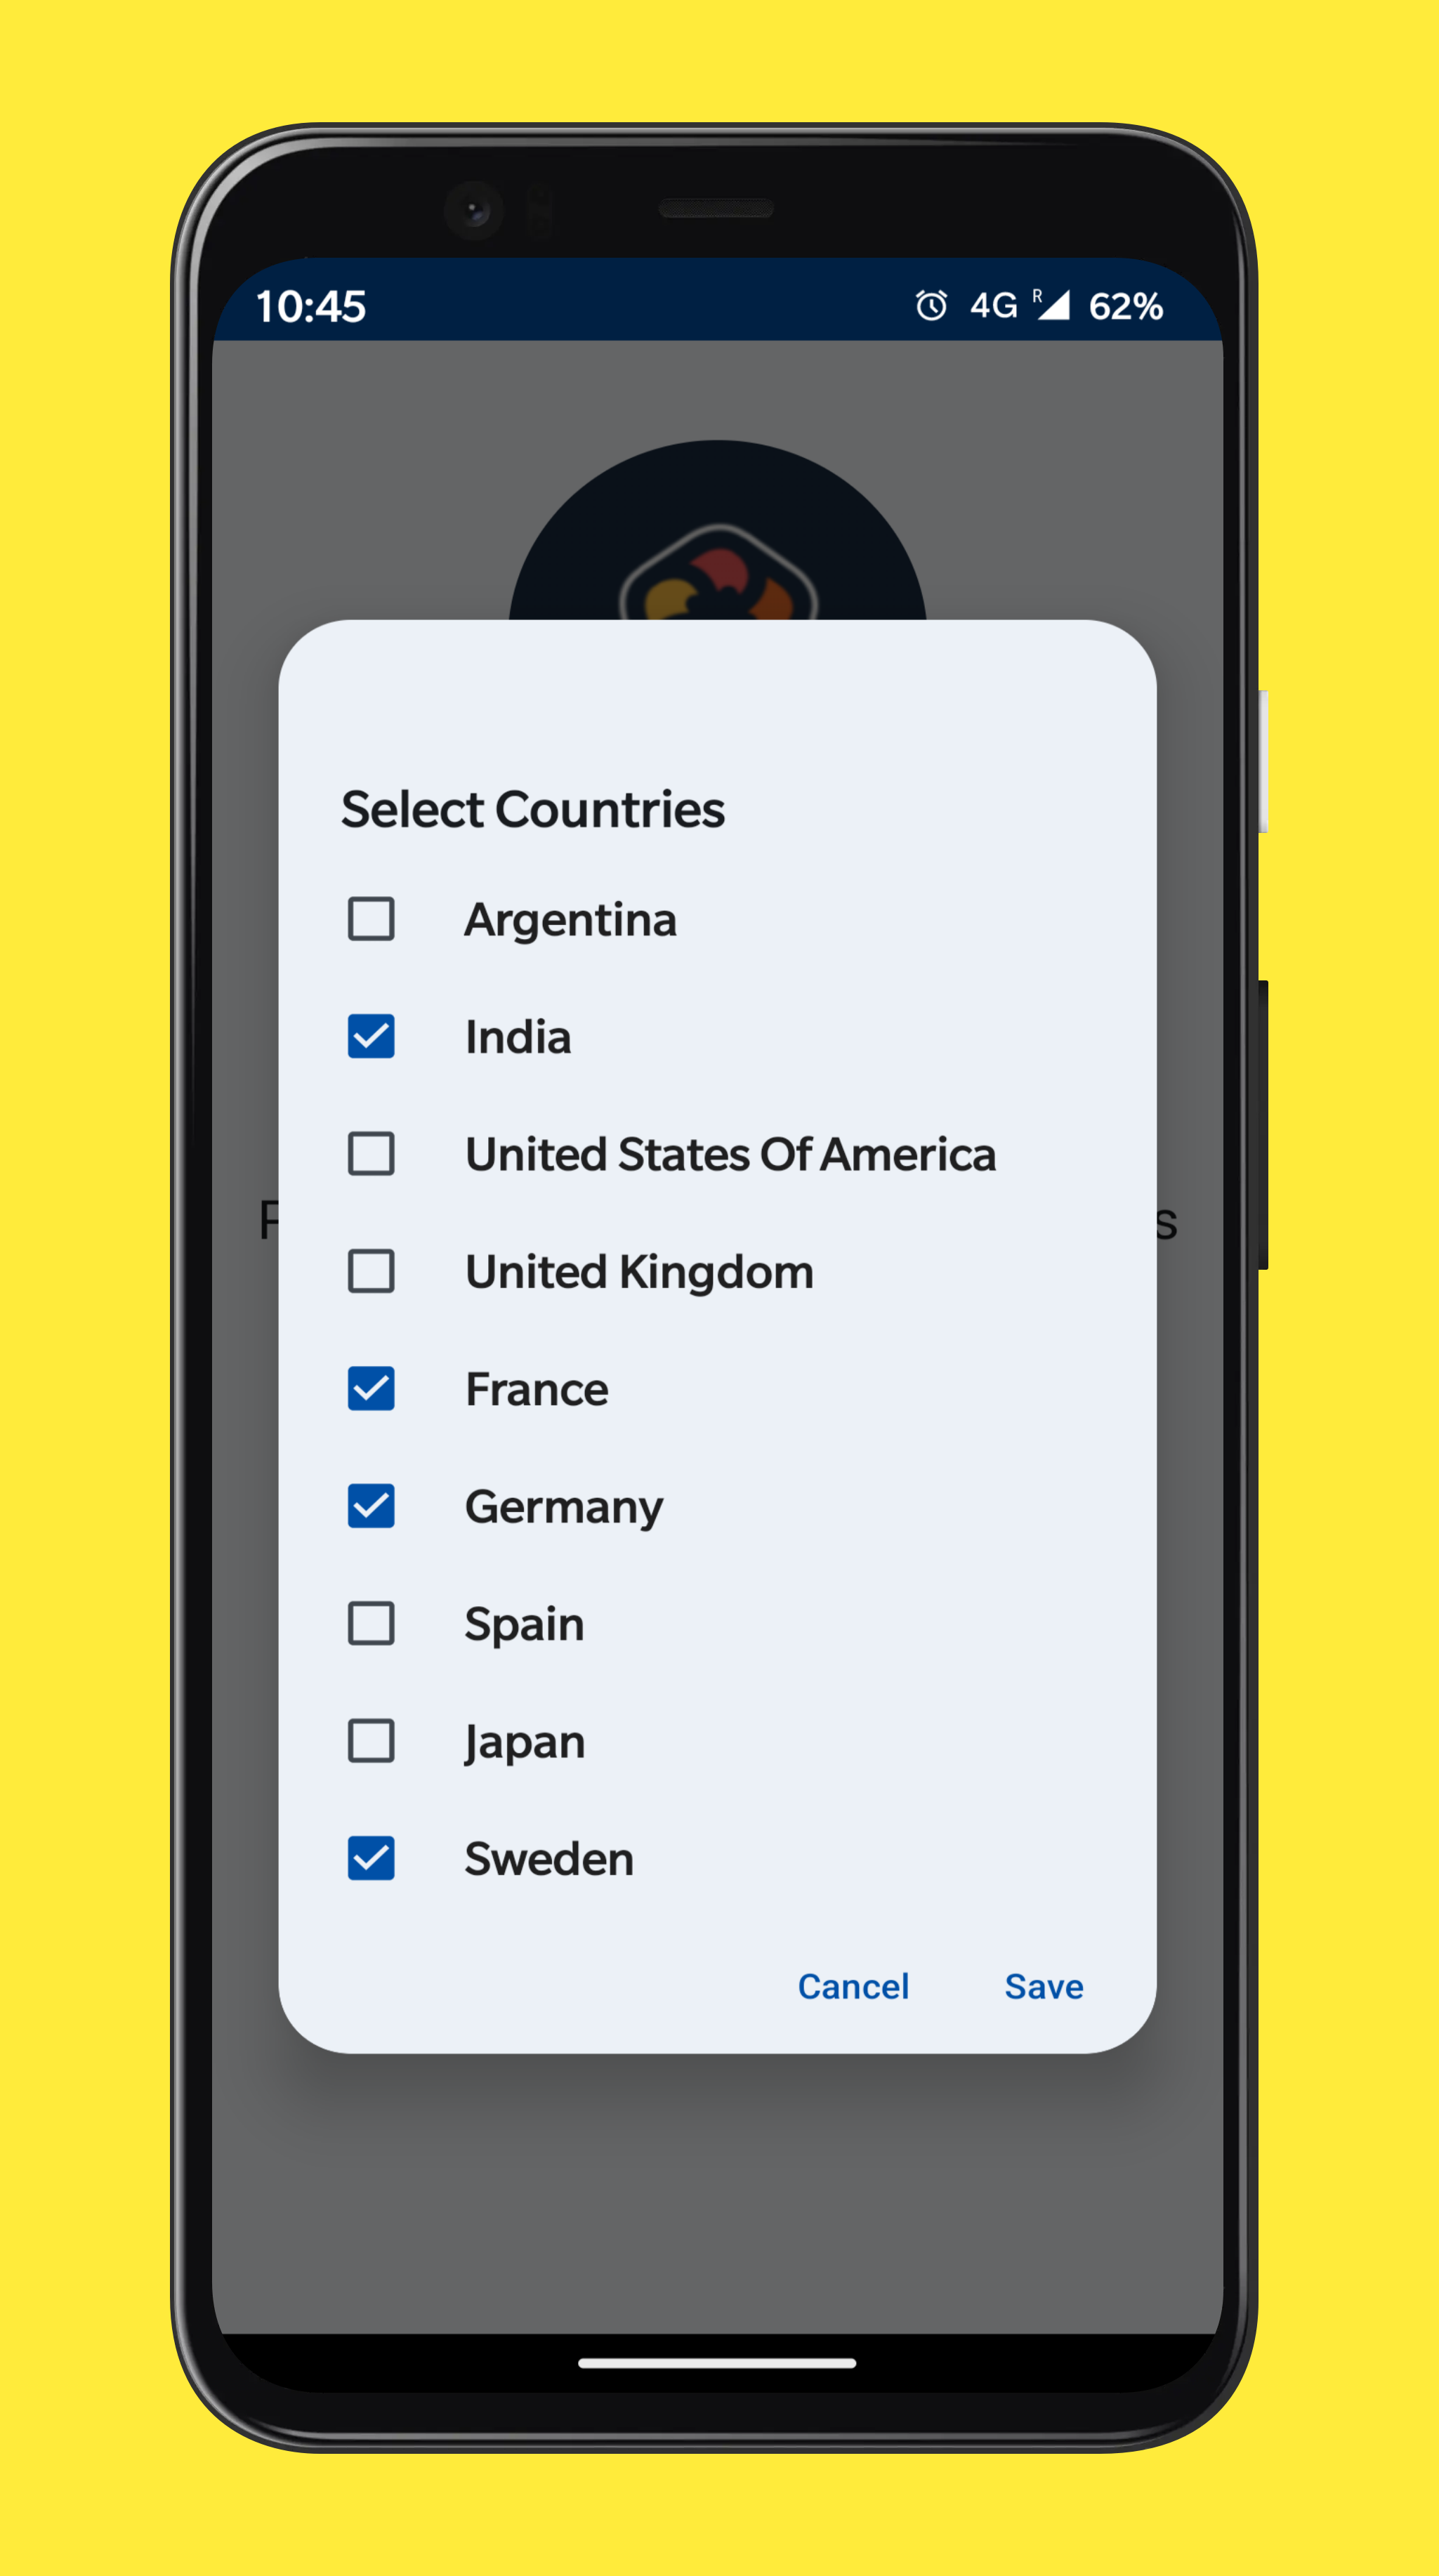 10:45 4G R 62%
Select Countries
Argentina
India
United States Of America
United Kingdom
France
Germany
Spain
Japan
Sweden
Cancel Save